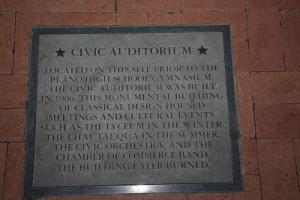 ★ CIVIC AUDITORIUM ★
LOCATED ON THIS SITE PRIOR TO THE
PLANO HIGH SCHOOL GYMNASIUM,
THE CIVIC AUDITORIUM WAS BUILT
IN 1906. THIS MONUMENTAL BUILDING
OF CLASSICAL DESIGN HOUSED
MEETINGS AND CULTURAL EVENTS,
SUCH AS THE LYCEUM IN THE WINTER,
THE CHAUTAUQUA IN THE SUMMER,
THE CIVIC ORCHESTRA, AND THE
CHAMBER OF COMMERCE BAND.
THE BUILDING LATER BURNED.